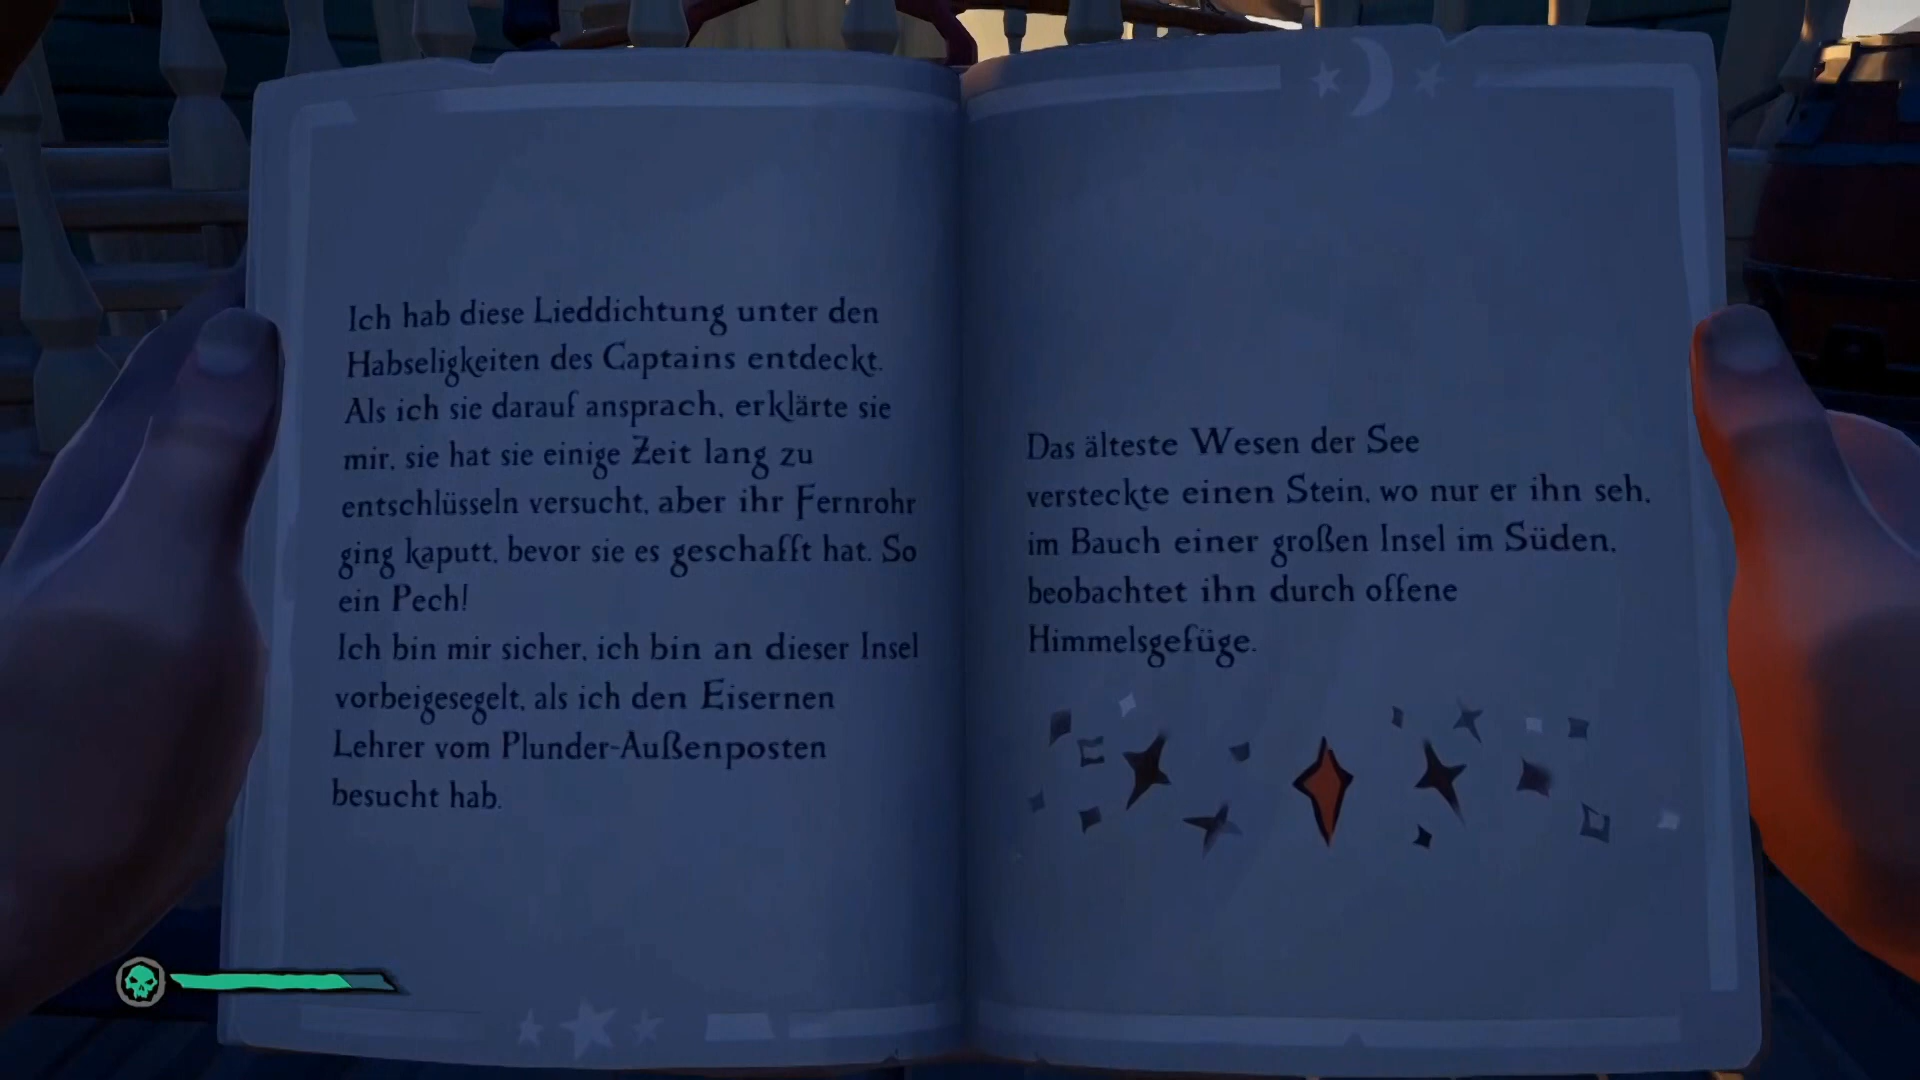 Ich hab diese Lieddichtung unter den
Habseligkeiten des Captains entdeckt.
Als ich sie darauf ansprach, erklärte sie
mir, sie hat sie einige Zeit lang zu
entschlüsseln versucht, aber ihr Fernrohr
ging kaputt, bevor sie es geschafft hat. So
ein Pech!
Ich bin mir sicher, ich bin an dieser Insel
vorbeigesegelt, als ich den Eisernen
Lehrer vom Plunder-Außenposten
besucht hab.
Das älteste Wesen der See
versteckte einen Stein, wo nur er ihn seh,
im Bauch einer großen Insel im Süden,
beobachtet ihn durch offene
Himmelsgefüge.